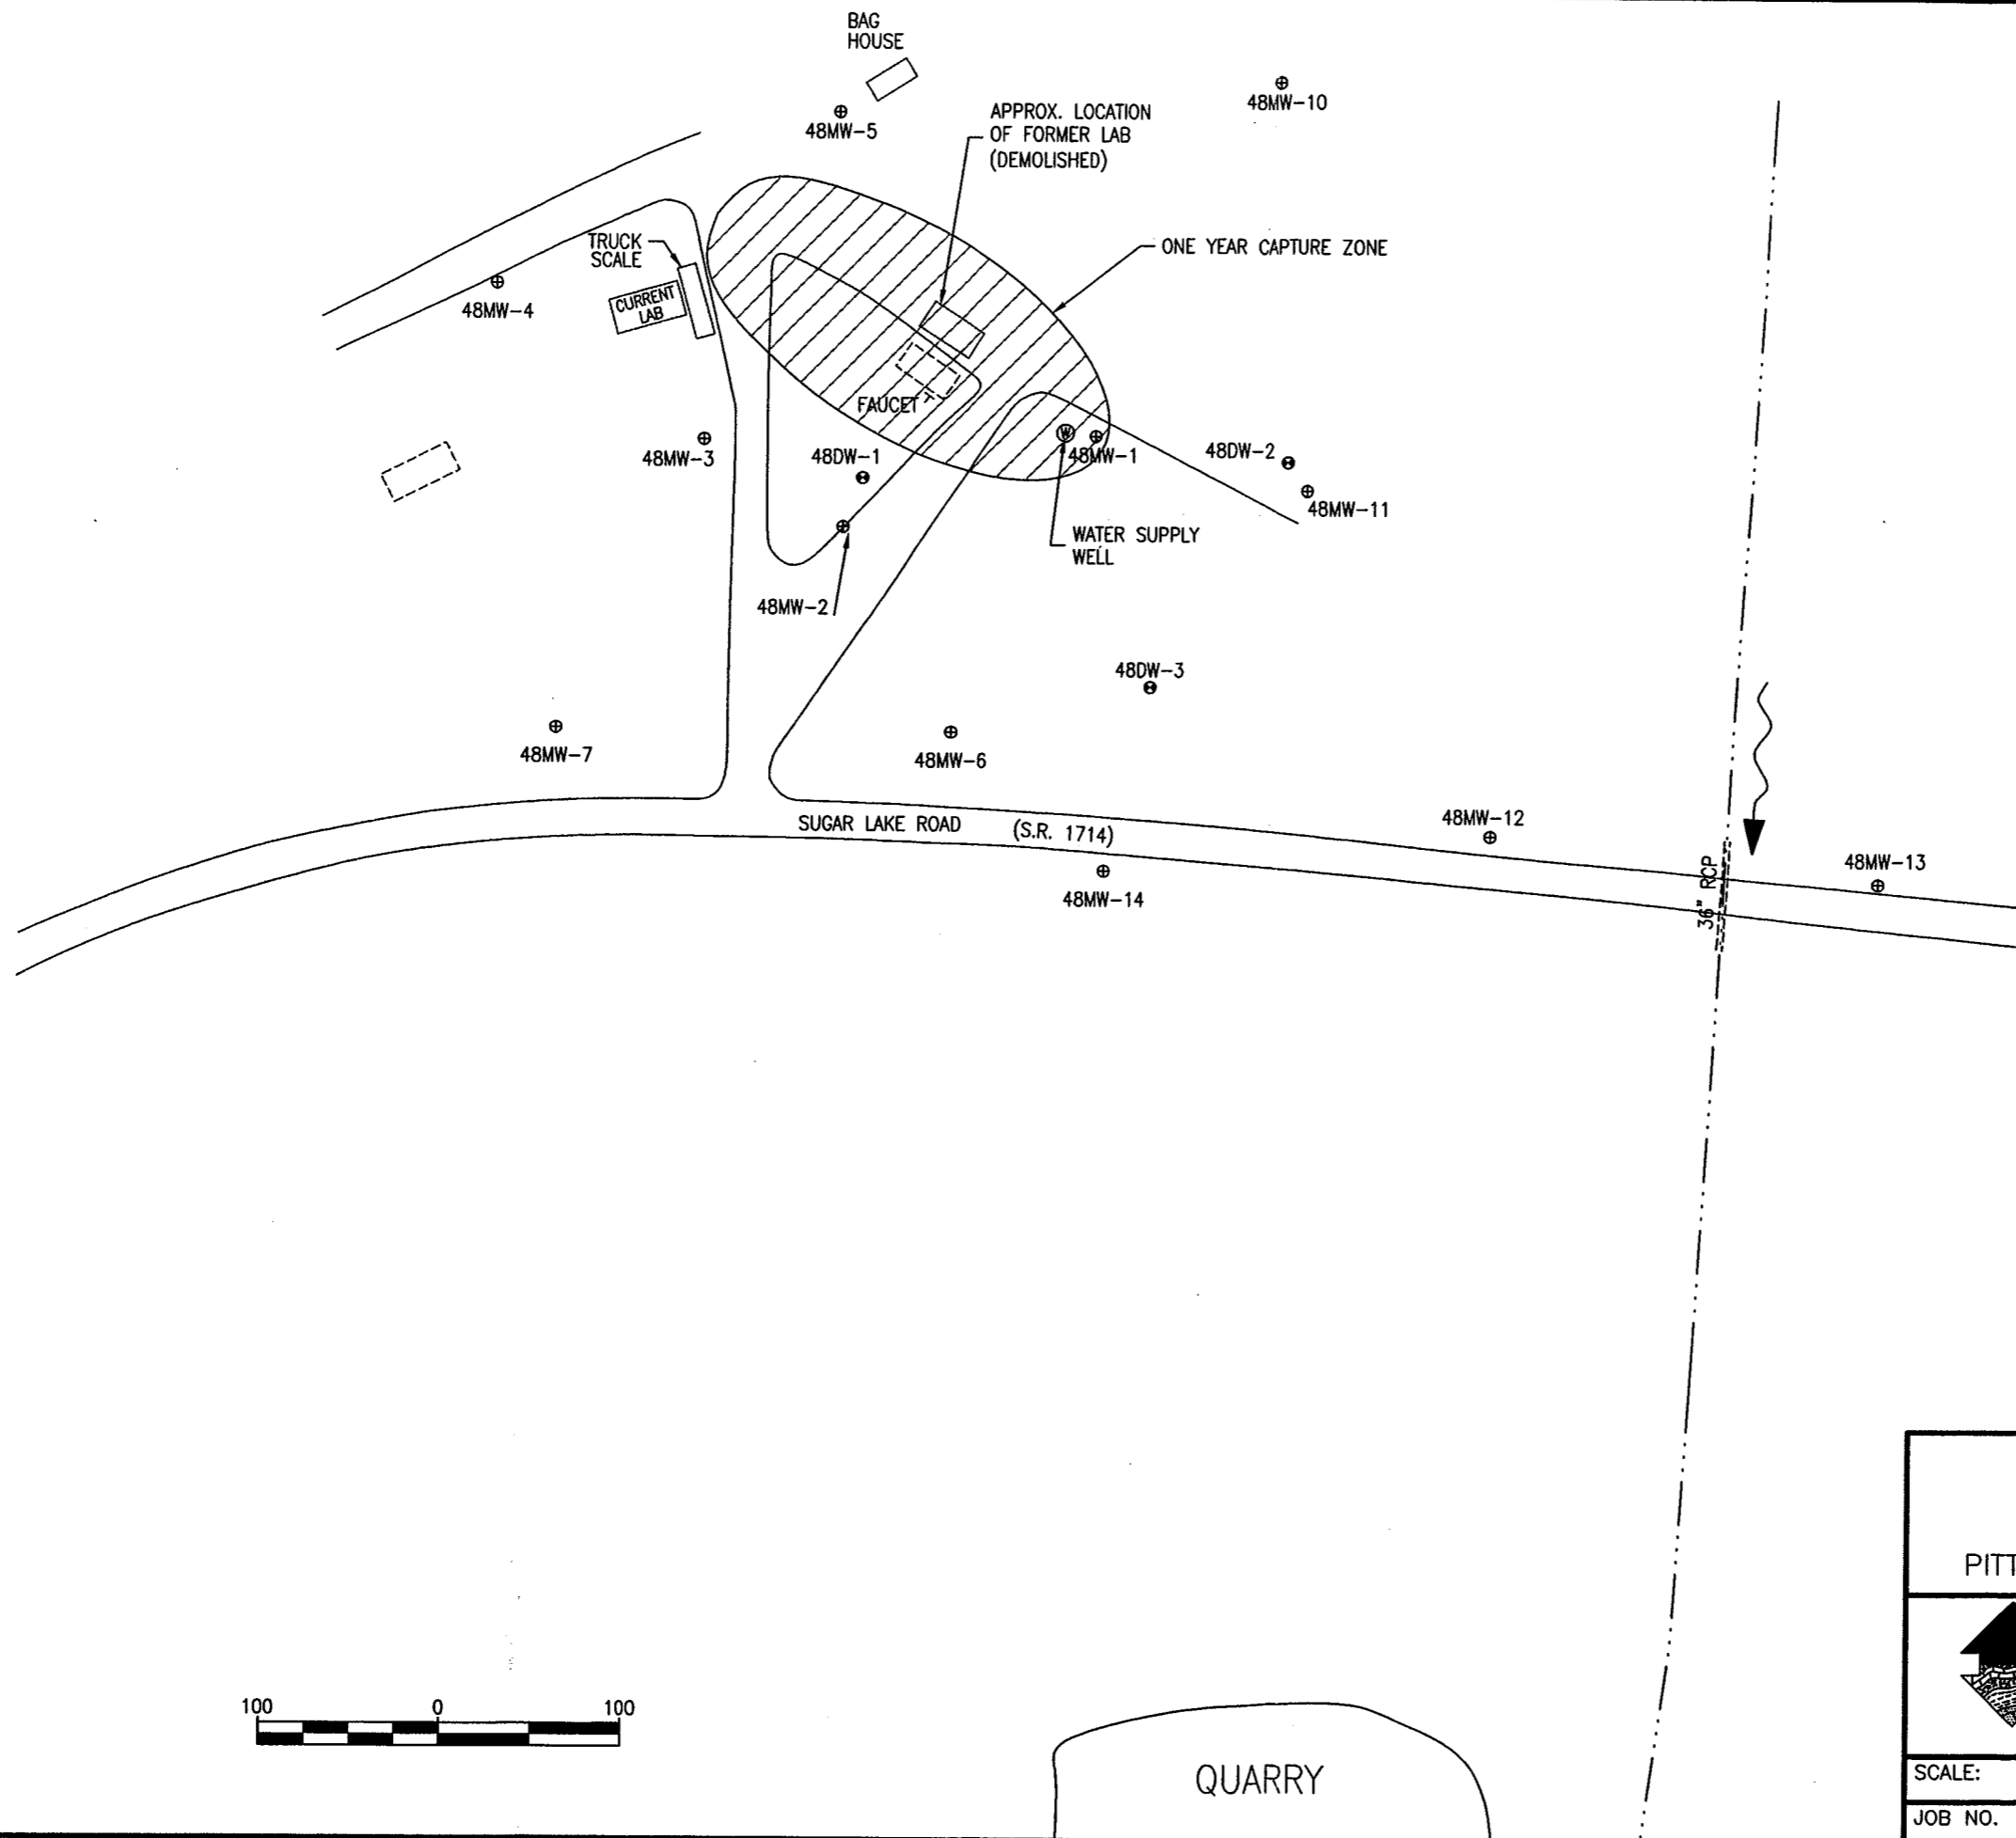 BAG
HOUSE
48MW-10
APPROX. LOCATION
OF FORMER LAB
(DEMOLISHED)
48MW-5
TRUCK
SCALE
ONE YEAR CAPTURE ZONE
CURRENT
LAB
48MW-4
FAUCET
48MW-3
48DW-1
W
48MW-1
48DW-2
48MW-11
WATER SUPPLY
WELL
48MW-2
48DW-3
48MW-7
48MW-6
SUGAR LAKE ROAD (S.R. 1714)
48MW-12
48MW-13
36" RCP
48MW-14
PITT
100 0 100
QUARRY
SCALE:
JOB NO.